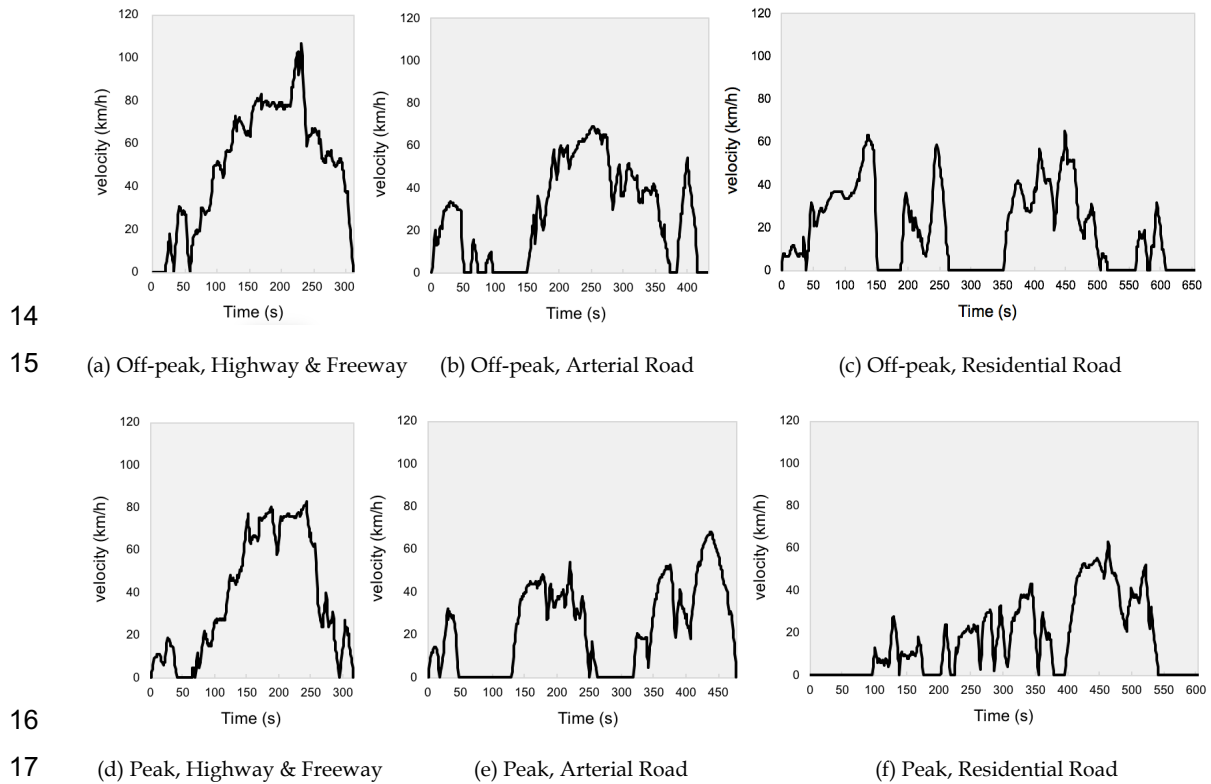 120
100
80
60
40
20
0
velocity (km/h)
0 50 100 150 200 250 300
Time (s)
120
100
80
60
40
20
0
velocity (km/h)
0 50 100 150 200 250 300 350 400
Time (s)
120
100
80
60
40
20
0
velocity (km/h)
0 50 100 150 200 250 300 350 400 450 500 550 600 650
Time (s)
14
15 (a) Off-peak, Highway & Freeway (b) Off-peak, Arterial Road (c) Off-peak, Residential Road
120
100
80
60
40
20
0
velocity (km/h)
0 50 100 150 200 250 300
Time (s)
120
100
80
60
40
20
0
velocity (km/h)
0 50 100 150 200 250 300 350 400 450
Time (s)
120
100
80
60
40
20
0
velocity (km/h)
0 50 100 150 200 250 300 350 400 450 500 550 600
Time (s)
16
17 (d) Peak, Highway & Freeway (e) Peak, Arterial Road (f) Peak, Residential Road